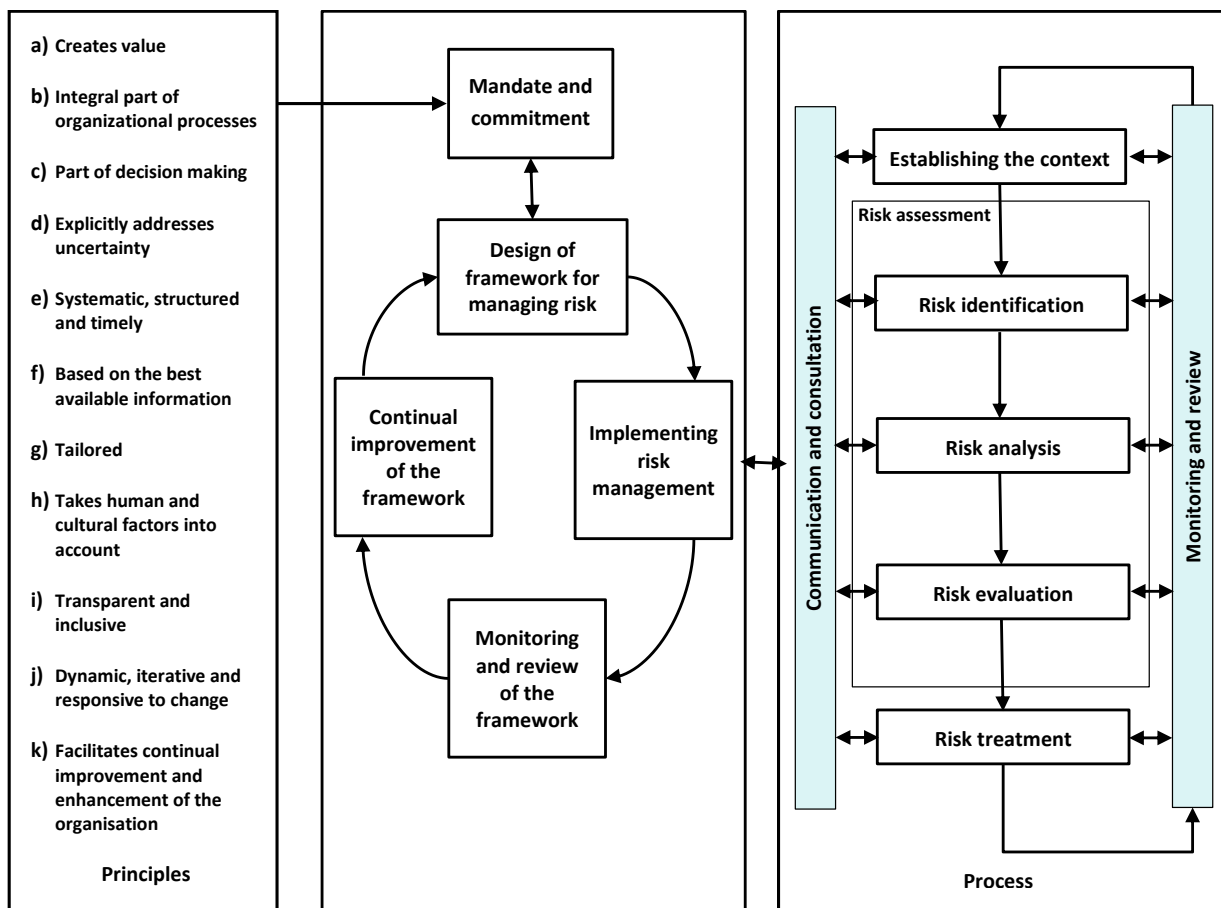 a) Creates value
b) Integral part of
organizational processes
c) Part of decision making
d) Explicitly addresses
uncertainty
e) Systematic, structured
and timely
f) Based on the best
available information
g) Tailored
h) Takes human and
cultural factors into
account
i) Transparent and
inclusive
j) Dynamic, iterative and
responsive to change
k) Facilitates continual
improvement and
enhancement of the
organisation
Principles
Mandate and
commitment
Design of
framework for
managing risk
Continual
improvement
of the
framework
Implementing
risk
management
Monitoring
and review
of the
framework
Communication and consultation
Establishing the context
Risk assessment
Risk identification
Risk analysis
Risk evaluation
Risk treatment
Monitoring and review
Process